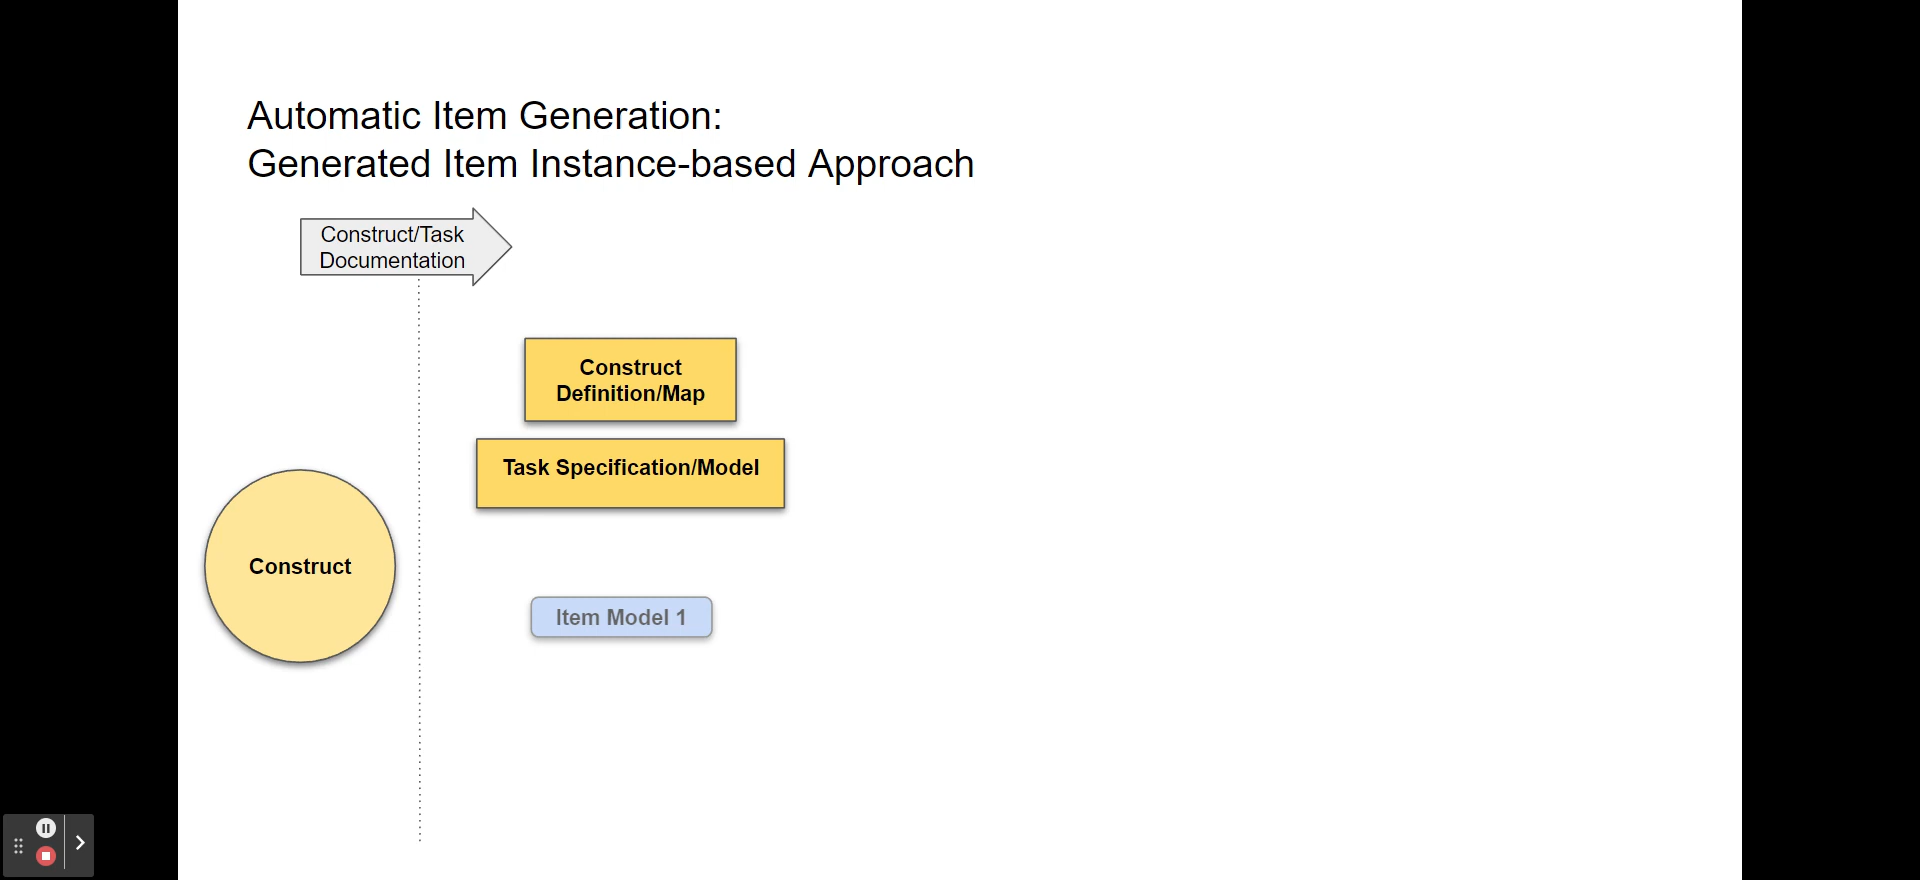 Automatic Item Generation:
Generated Item Instance-based Approach
Construct/Task
Documentation
Construct
Definition/Map
Task Specification/Model
Construct
Item Model 1